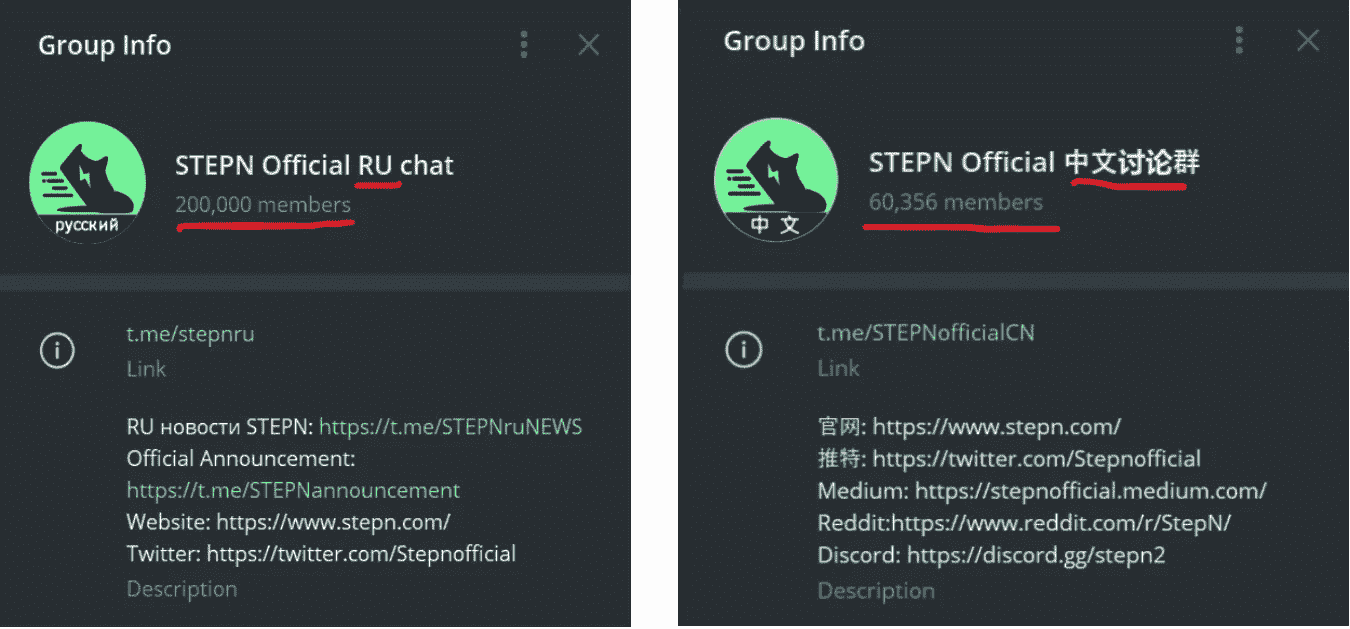 Group Info
STEPN Official RU chat
200,000 members
русский
t.me/stepnru
Link
RU новости STEPN: https://t.me/STEPNruNEWS
Official Announcement:
https://t.me/STEPNannouncement
Website: https://www.stepn.com/
Twitter: https://twitter.com/Stepnofficial
Description
Group Info
STEPN Official 中文讨论群
60,356 members
中文
t.me/STEPNofficialCN
Link
官网: https://www.stepn.com/
推特: https://twitter.com/Stepnofficial
Medium: https://stepnofficial.medium.com/
Reddit:https://www.reddit.com/r/StepN/
Discord: https://discord.gg/stepn2
Description